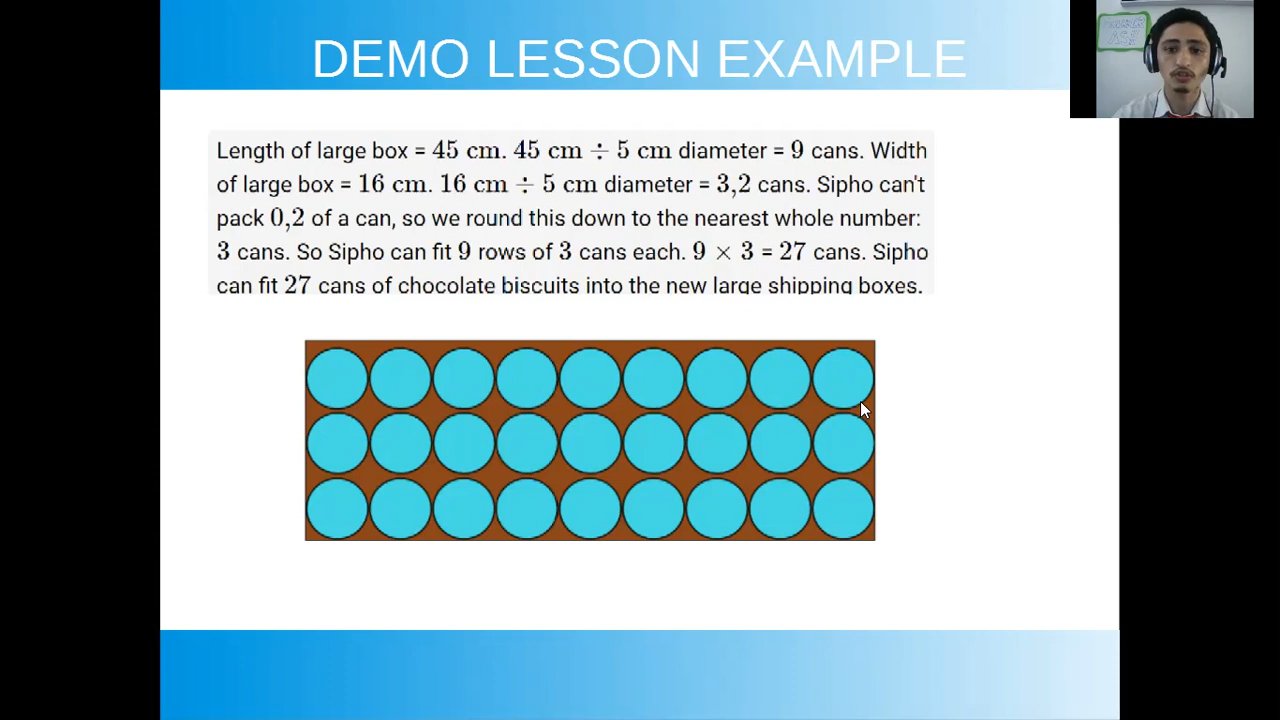 DEMO LESSON EXAMPLE
Length of large box = 45 cm. 45 cm ÷ 5 cm diameter = 9 cans. Width
of large box = 16 cm. 16 cm ÷ 5 cm diameter = 3,2 cans. Sipho can't
pack 0,2 of a can, so we round this down to the nearest whole number:
3 cans. So Sipho can fit 9 rows of 3 cans each. 9 × 3 = 27 cans. Sipho
can fit 27 cans of chocolate biscuits into the new large shipping boxes.